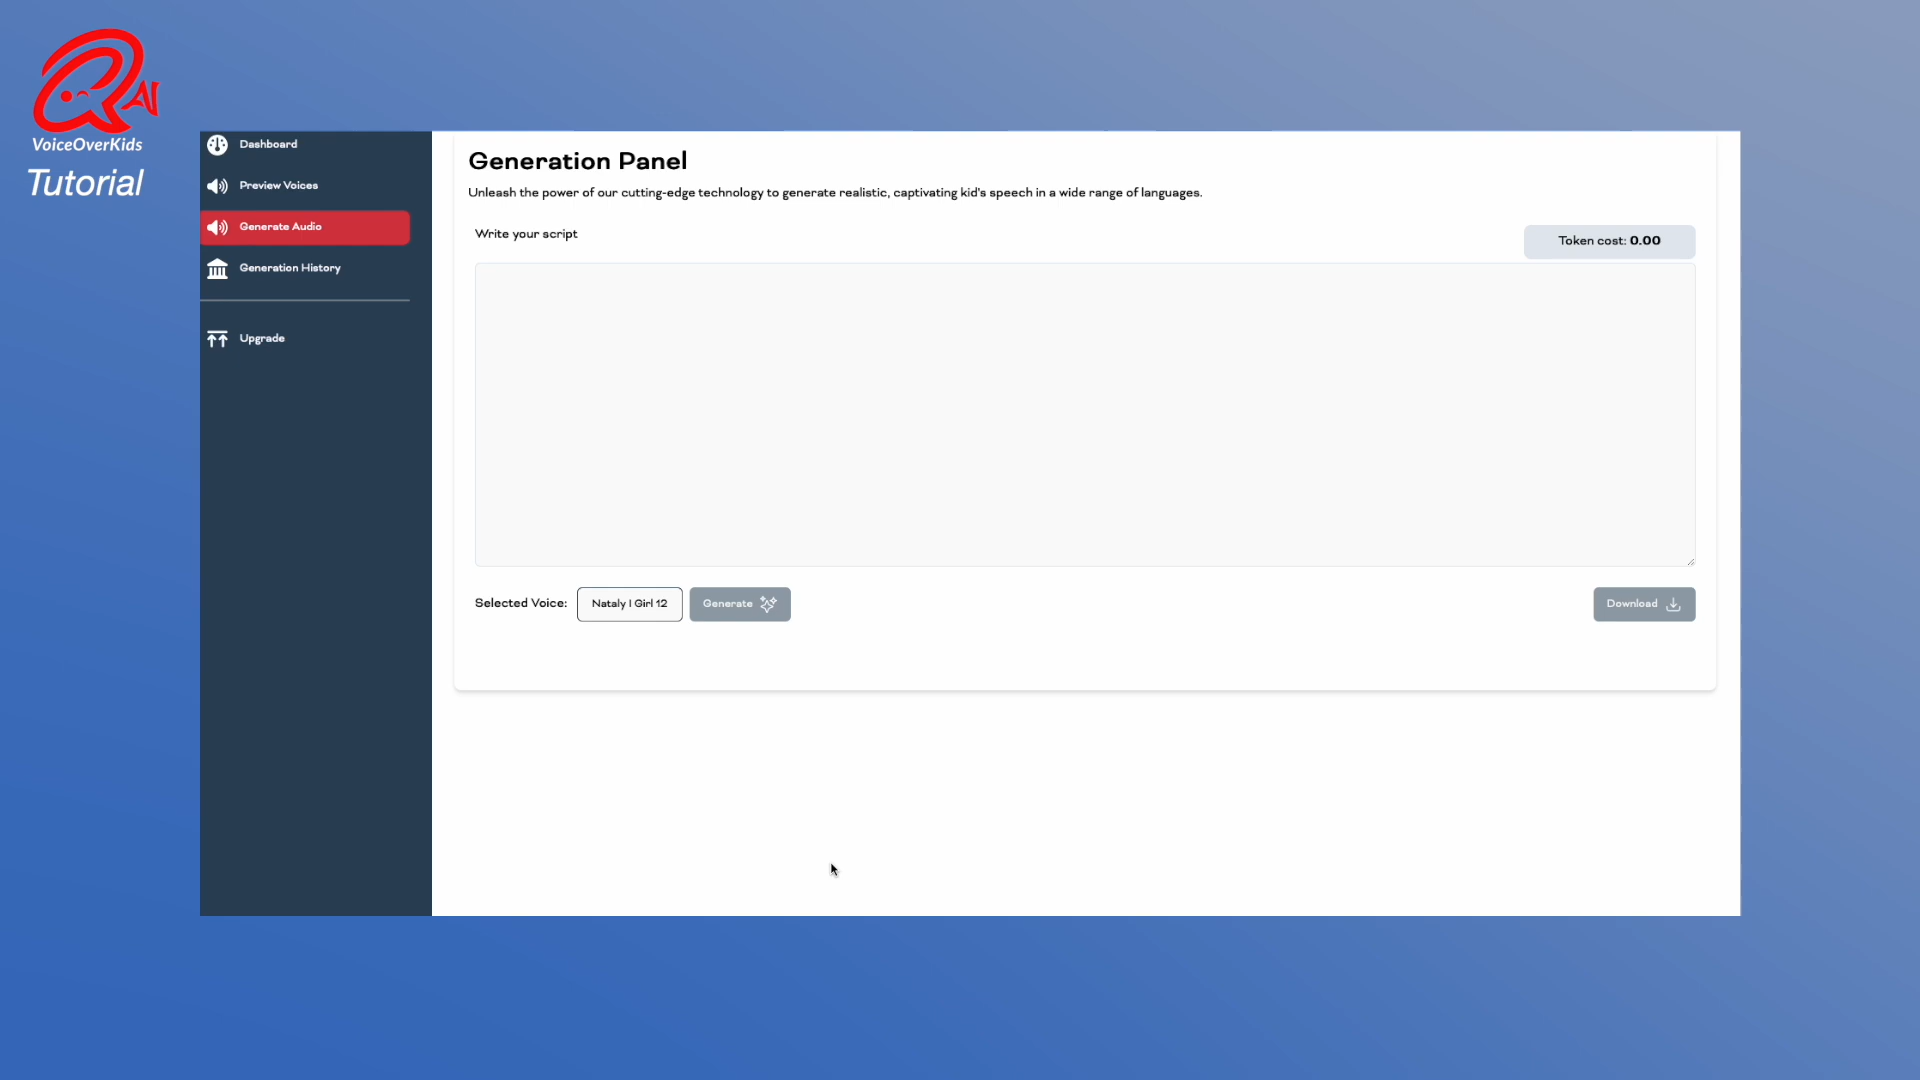 AI
VoiceOverKids
Tutorial
Dashboard
Preview Voices
Generate Audio
Generation History
Upgrade
Generation Panel
Unleash the power of our cutting-edge technology to generate realistic, captivating kid's speech in a wide range of languages.
Write your script
Token cost: 0.00
Selected Voice: Nataly | Girl 12 Generate Download